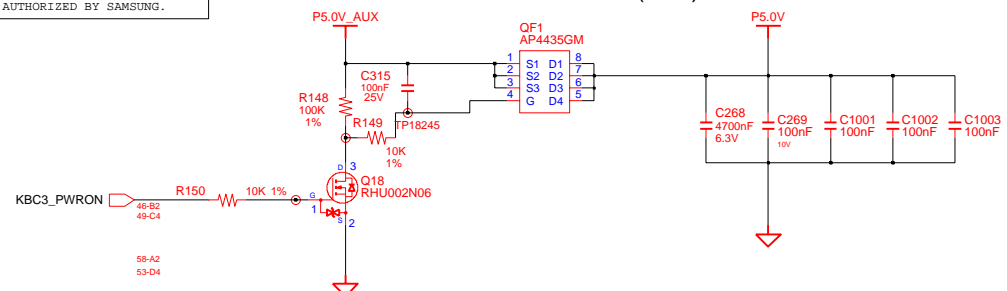 AUTHORIZED BY SAMSUNG.
P5.0V_AUX
QF1
AP4435GM
P5.0V
1 S1 D1 8
2 S2 D2 7
3 S3 D3 6
4 G D4 5
C315
100nF
25V
R148
100K
1%
R149
TP18245
10K
1%
C268
4700nF
6.3V
C269
100nF
10V
C1001
100nF
C1002
100nF
C1003
100nF
D 3
Q18
RHU002N06
KBC3_PWRON
R150
10K 1%
G
1
S
2
46-B2
49-C4
58-A2
53-D4